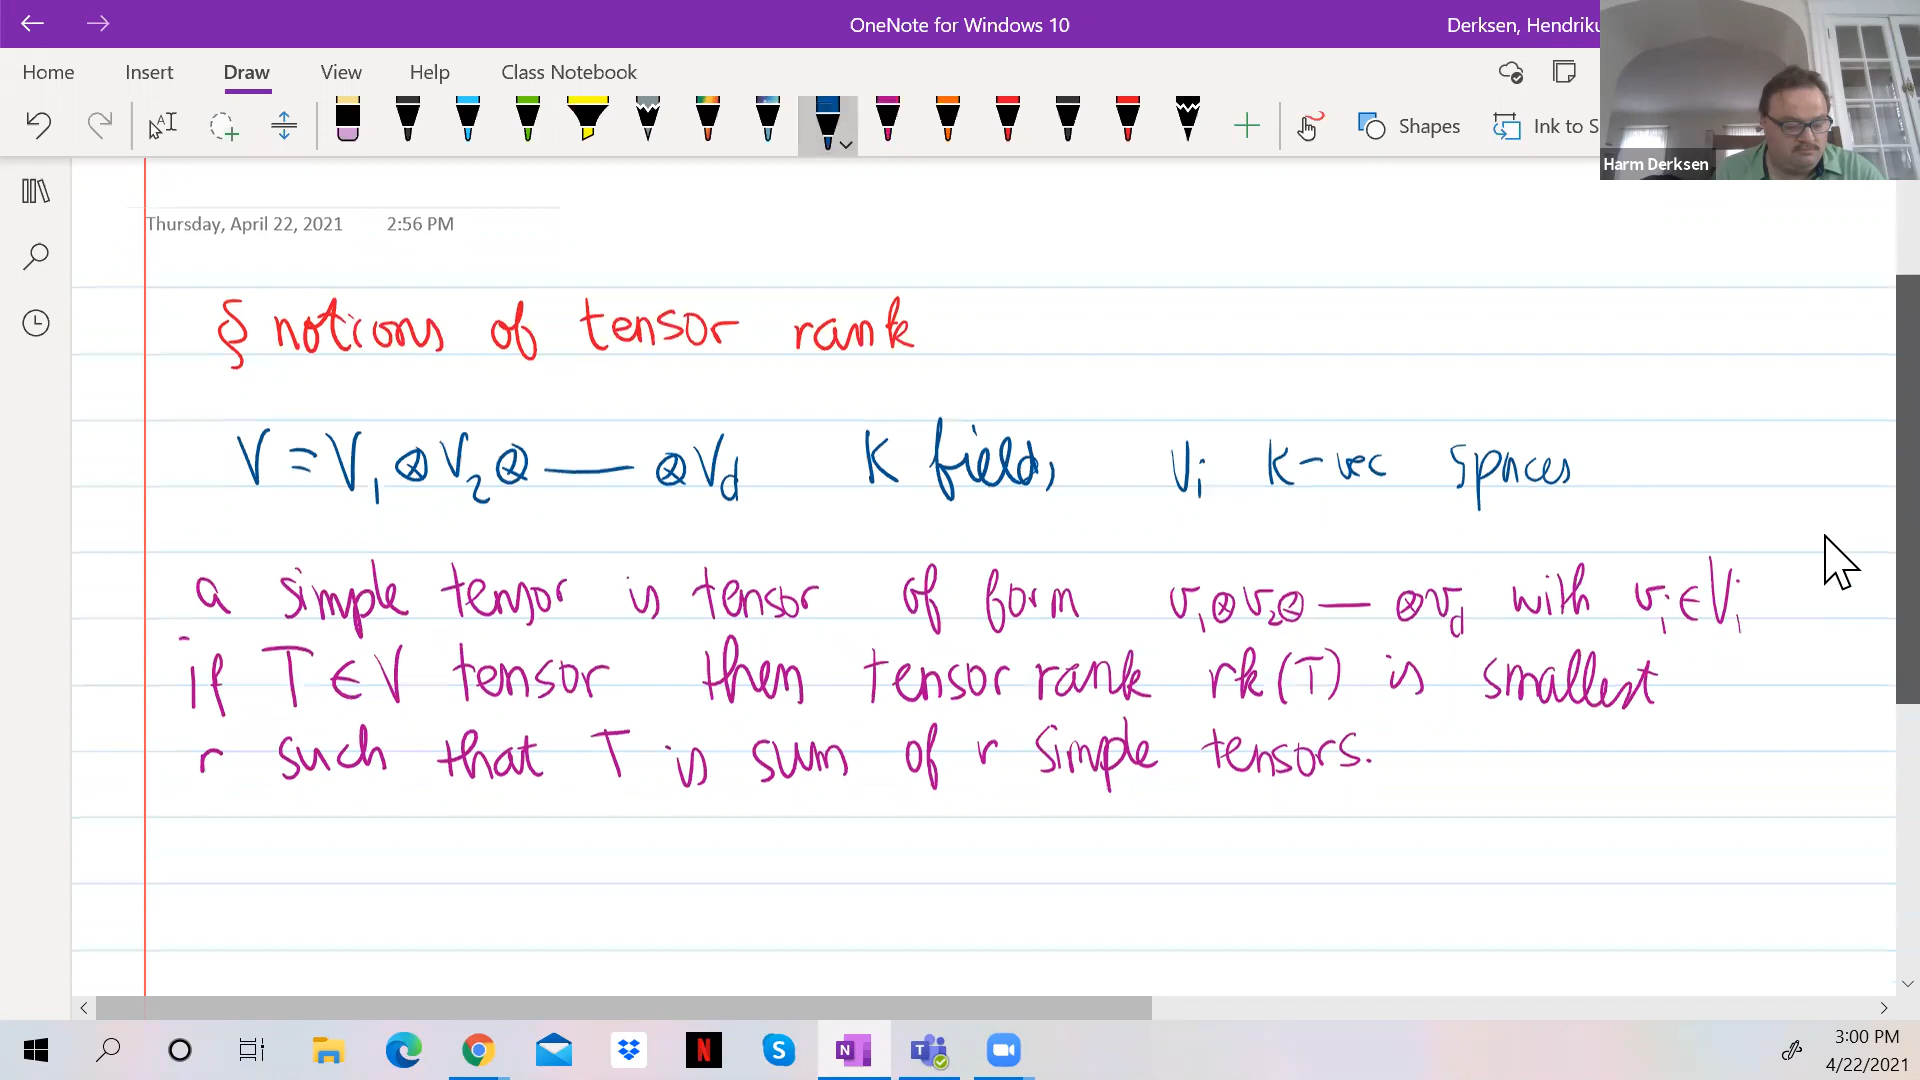 OneNote for Windows 10
Derksen, Hendriku
Home Insert Draw View Help Class Notebook
Shapes Ink to S
Harm Derksen
Thursday, April 22, 2021 2:56 PM
§ notions of tensor rank
V = V₁ ⊗ V₂ ⊗ — ⊗ V_d K field, Vᵢ K-vec spaces
a simple tensor is tensor of form v₁⊗v₂⊗ — ⊗v_d with vᵢ ∈ Vᵢ
if T ∈ V tensor then tensor rank rk(T) is smallest
r such that T is sum of r simple tensors.
3:00 PM
4/22/2021